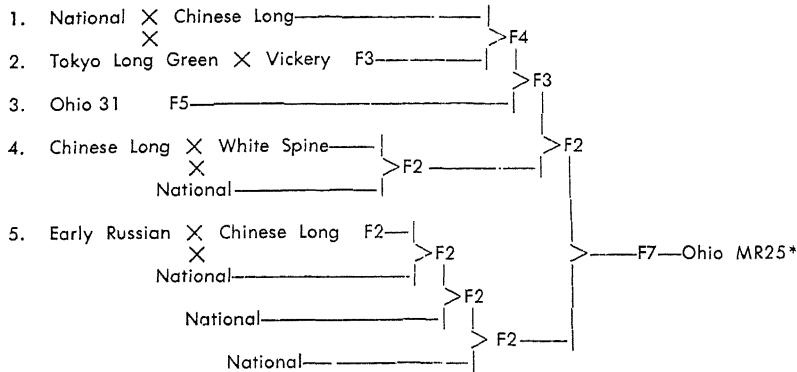 1. National X Chinese Long F4
X
2. Tokyo Long Green X Vickery F3
F3
3. Ohio 31 F5
4. Chinese Long X White Spine F2
X F2
National
5. Early Russian X Chinese Long F2
X F2 F7 Ohio MR25*
National
F2
National
F2
National